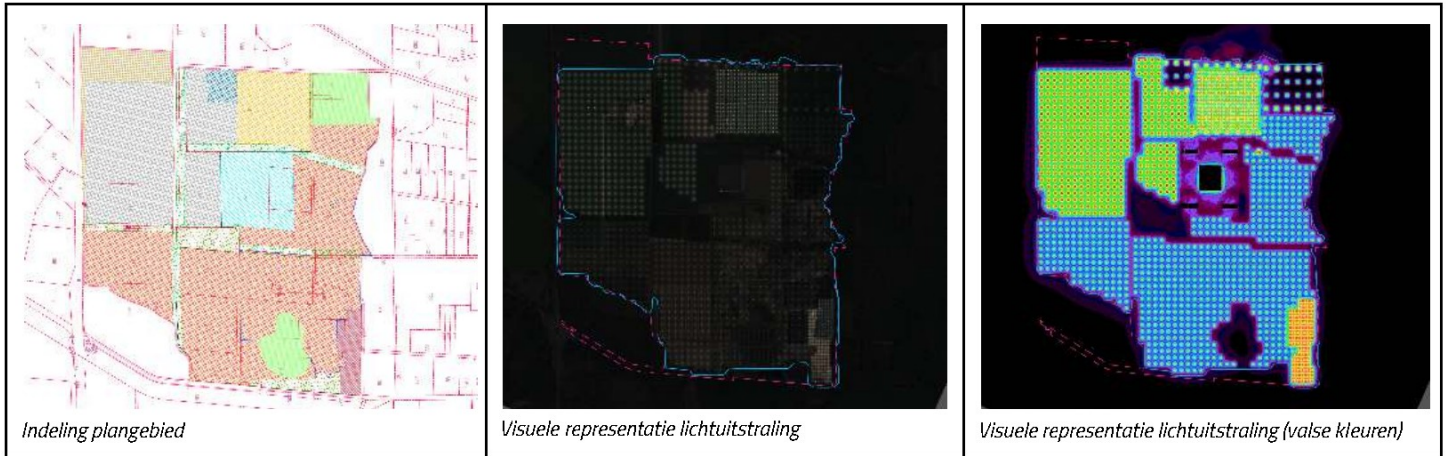 Indeling plangebied
Visuele representatie lichtuitstraling
Visuele representatie lichtuitstraling (valse kleuren)